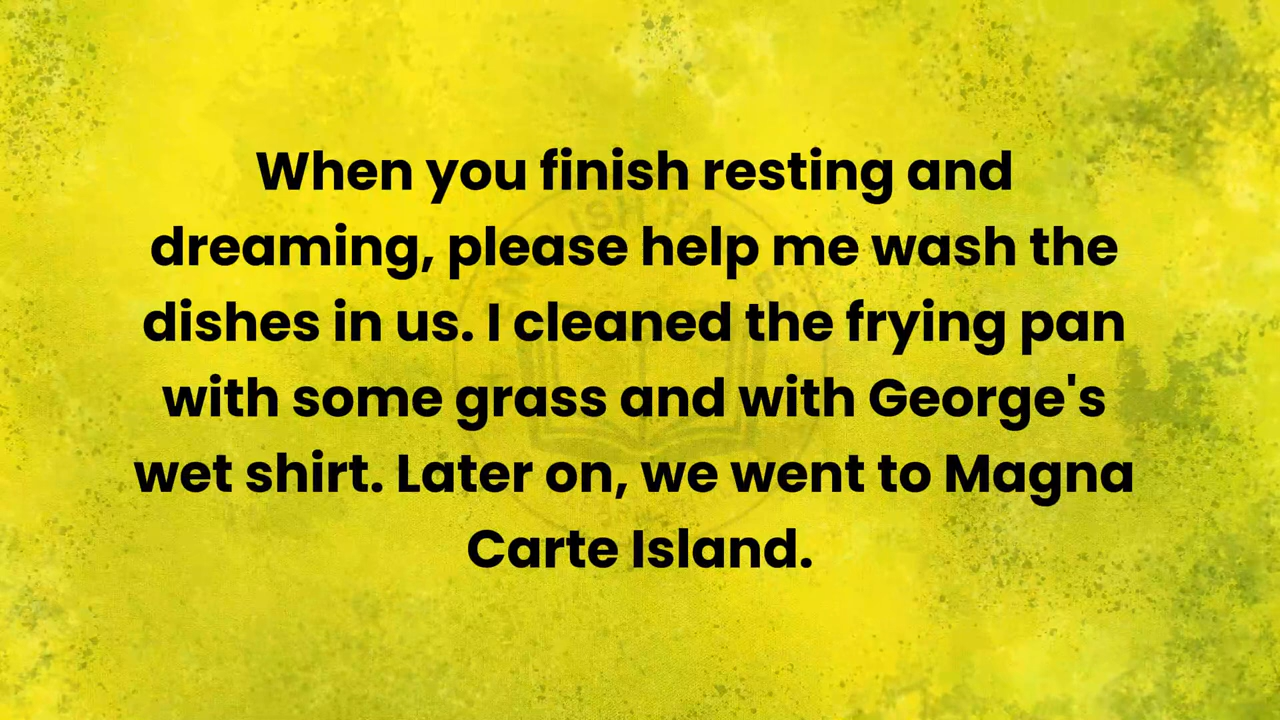 When you finish resting and
dreaming, please help me wash the
dishes in us. I cleaned the frying pan
with some grass and with George's
wet shirt. Later on, we went to Magna
Carte Island.